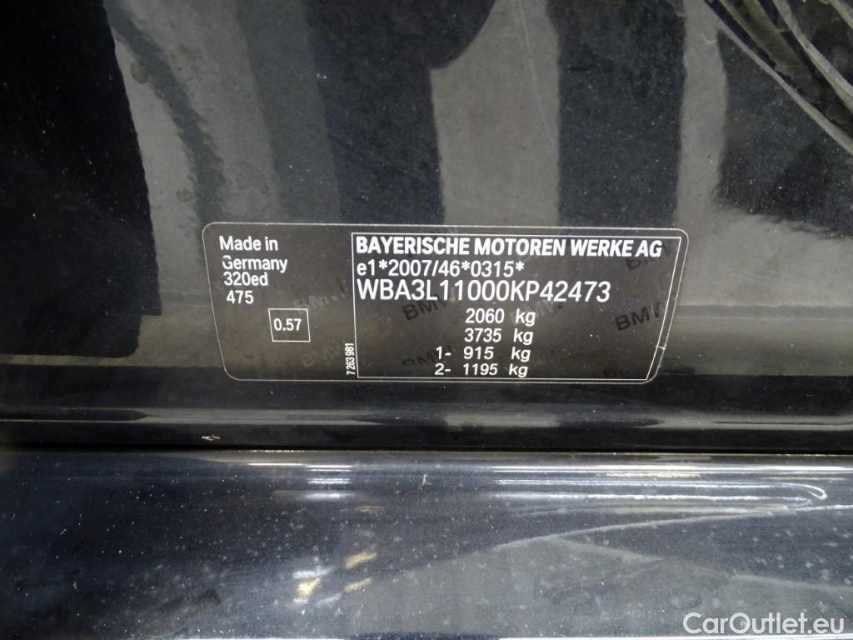 Made in
Germany
320ed
475
0.57
7 263 981
BAYERISCHE MOTOREN WERKE AG
e1*2007/46*0315*
WBA3L11000KP42473
2060 kg
3735 kg
1- 915 kg
2- 1195 kg
BMW
CarOutlet.eu